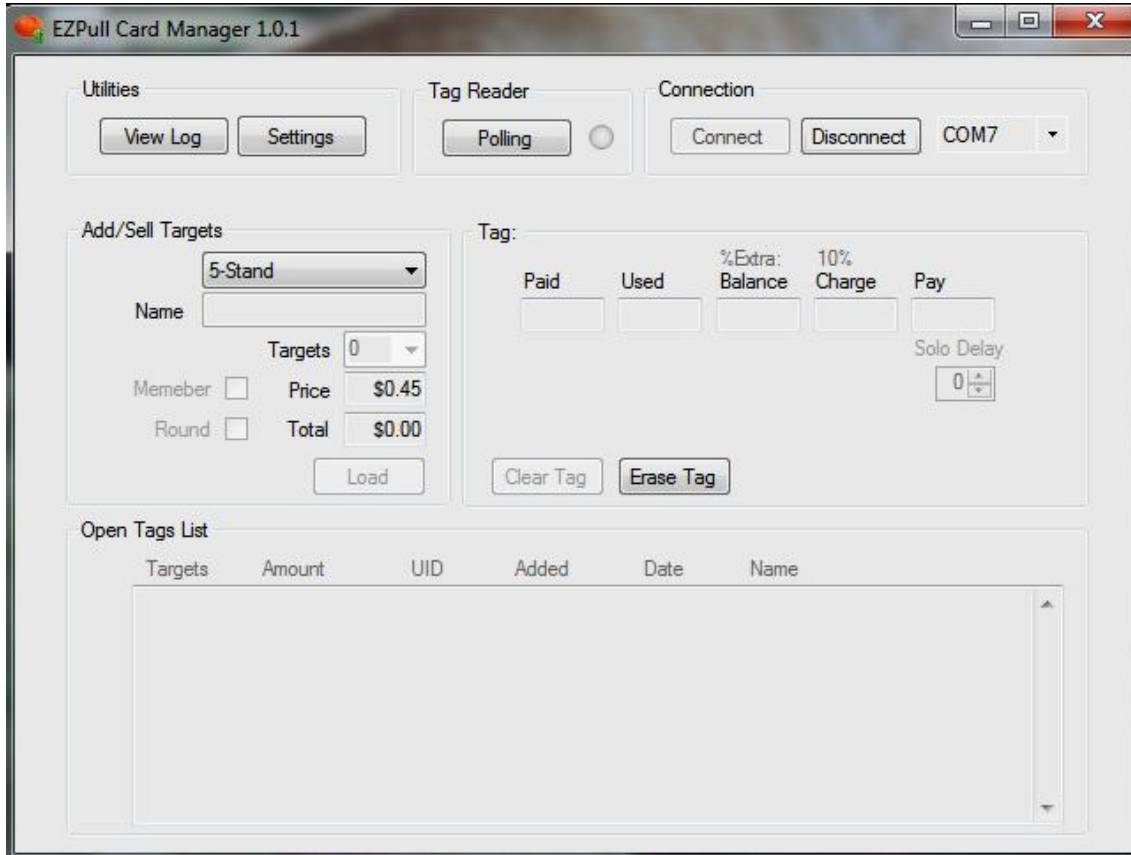 EZPull Card Manager 1.0.1
Utilities
Tag Reader
Connection
View Log
Settings
Polling
Connect
Disconnect
COM7
Add/Sell Targets
5-Stand
Name
Targets 0
Memeber
Price $0.45
Round
Total $0.00
Load
Tag:
%Extra: 10%
Paid Used Balance Charge Pay
Solo Delay
0
Clear Tag
Erase Tag
Open Tags List
Targets Amount UID Added Date Name